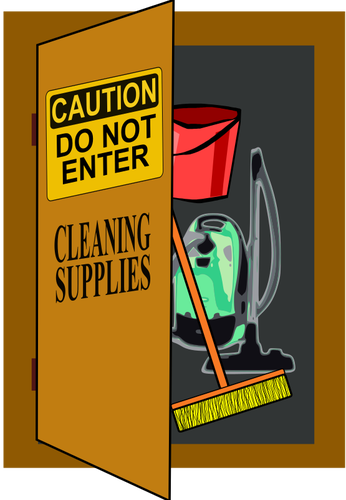 CAUTION
DO NOT
ENTER
CLEANING
SUPPLIES